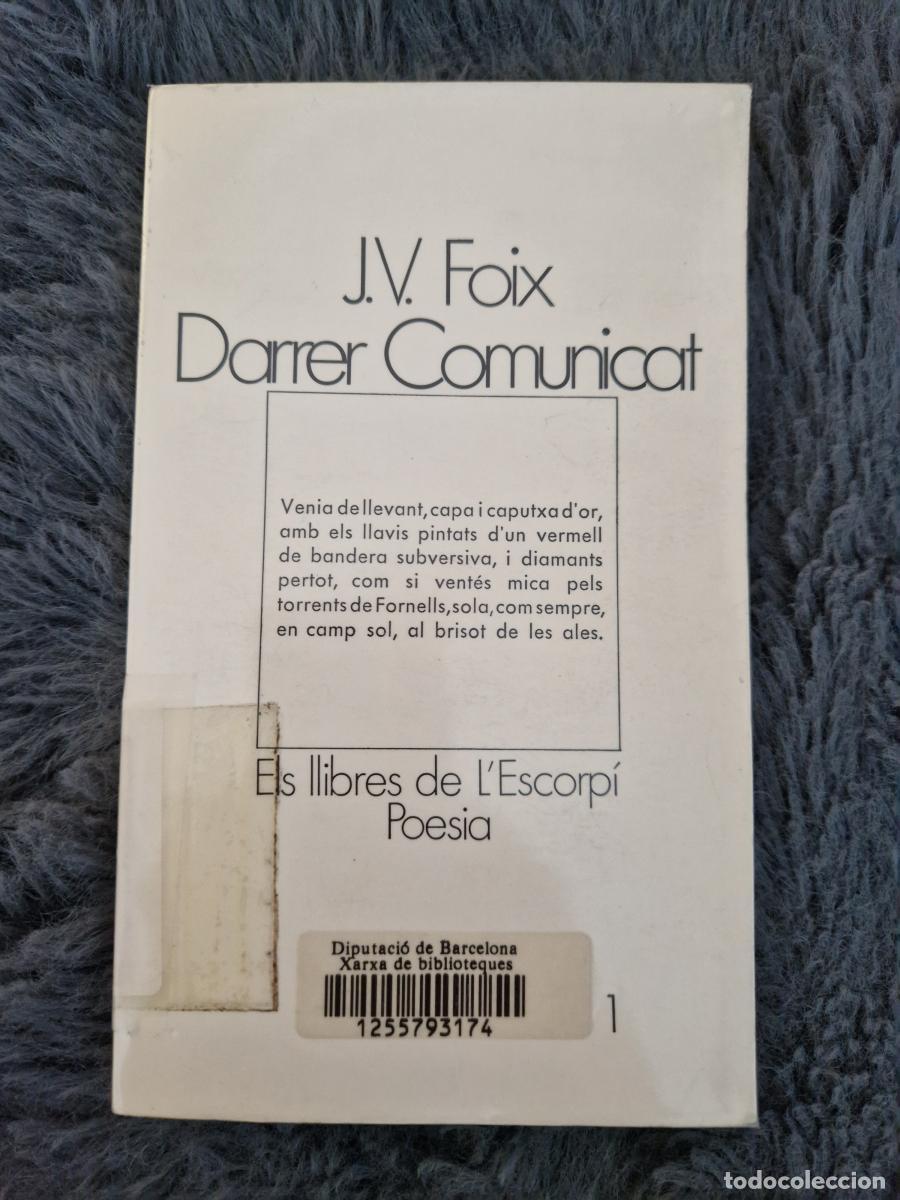 J.V. Foix
Darrer Comunicat
Venia de llevant, capa i caputxa d'or,
amb els llavis pintats d'un vermell
de bandera subversiva, i diamants
pertot, com si ventés mica pels
torrents de Fornells, sola, com sempre,
en camp sol, al brisot de les ales.
Els llibres de L'Escorpí
Poesia
Diputació de Barcelona
Xarxa de biblioteques
1255793174
1
todocoleccion